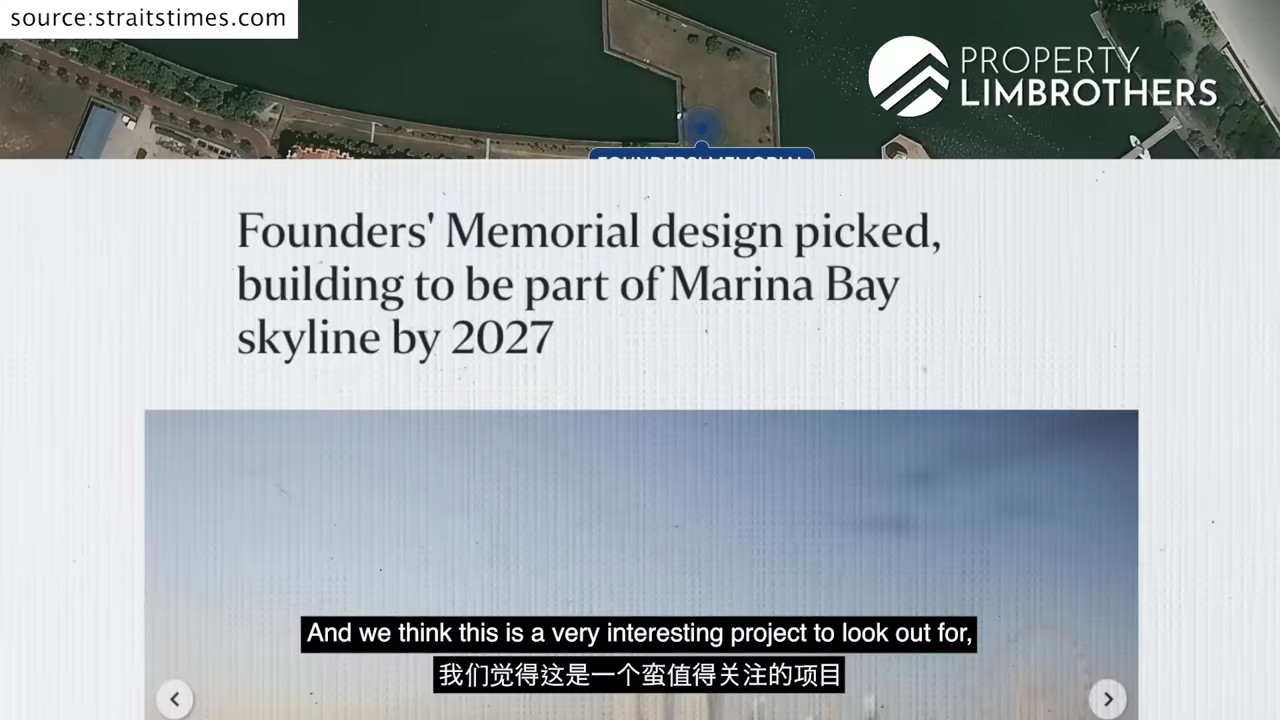 source:straitstimes.com
PROPERTY
LIMBROTHERS
FOUNDERS' MEMORIAL
Founders' Memorial design picked,
building to be part of Marina Bay
skyline by 2027
And we think this is a very interesting project to look out for,
我们觉得这是一个蛮值得关注的项目